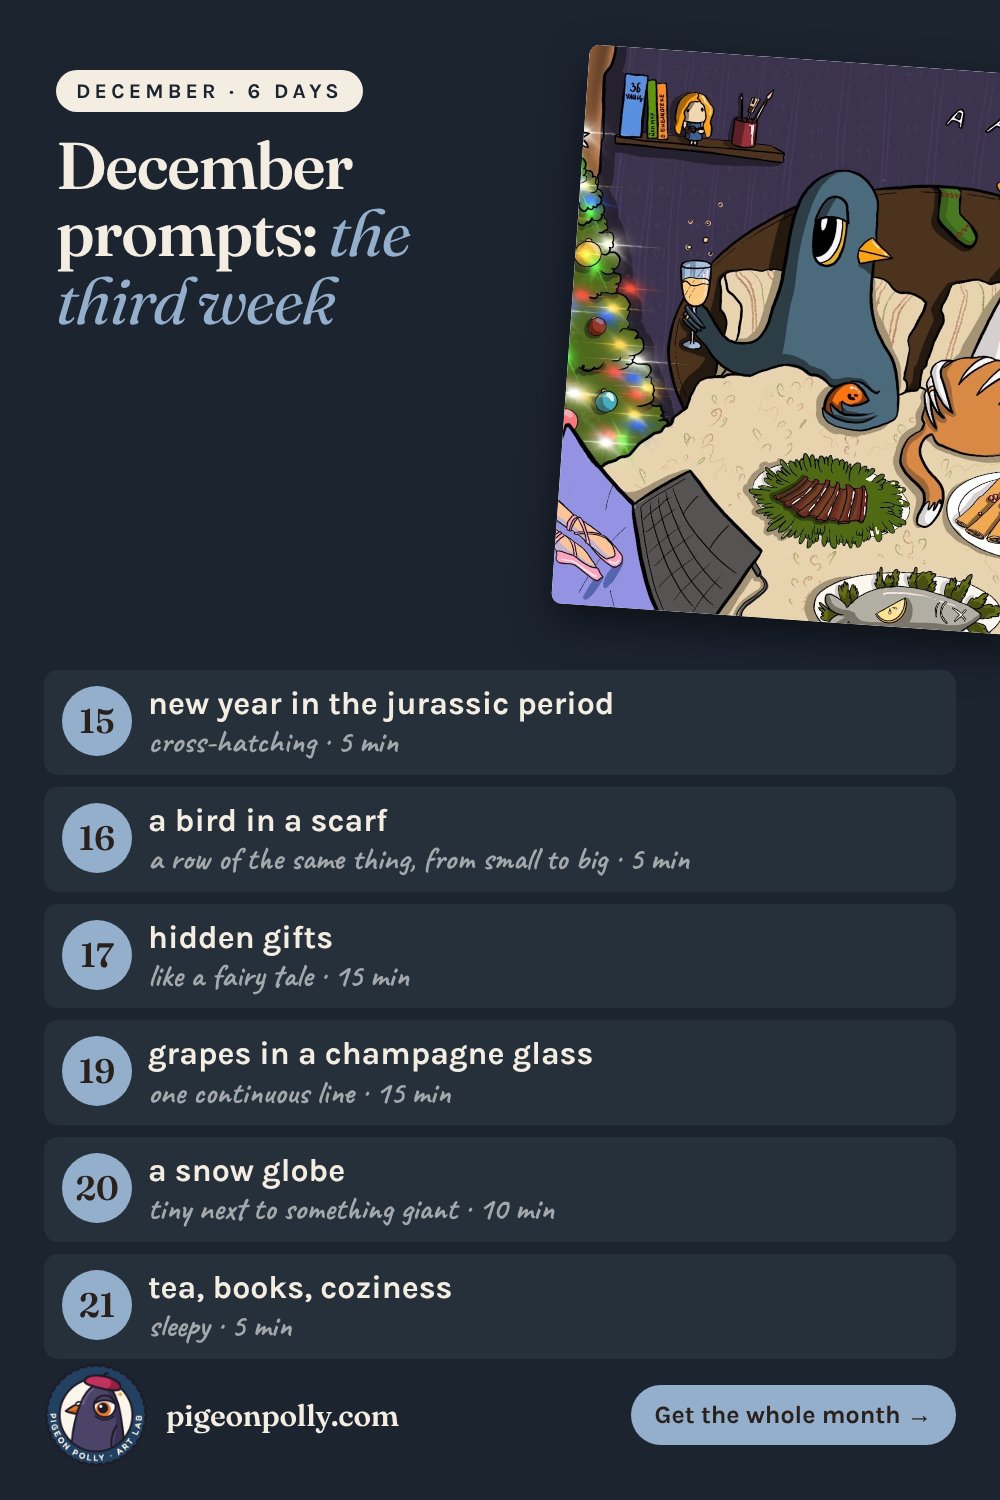 DECEMBER · 6 DAYS
December
prompts: the
third week
36
A
15
new year in the jurassic period
cross-hatching · 5 min
16
a bird in a scarf
a row of the same thing, from small to big · 5 min
17
hidden gifts
like a fairy tale · 15 min
19
grapes in a champagne glass
one continuous line · 15 min
20
a snow globe
tiny next to something giant · 10 min
21
tea, books, coziness
sleepy · 5 min
PIGEON POLLY · ART LAB
pigeonpolly.com
Get the whole month →